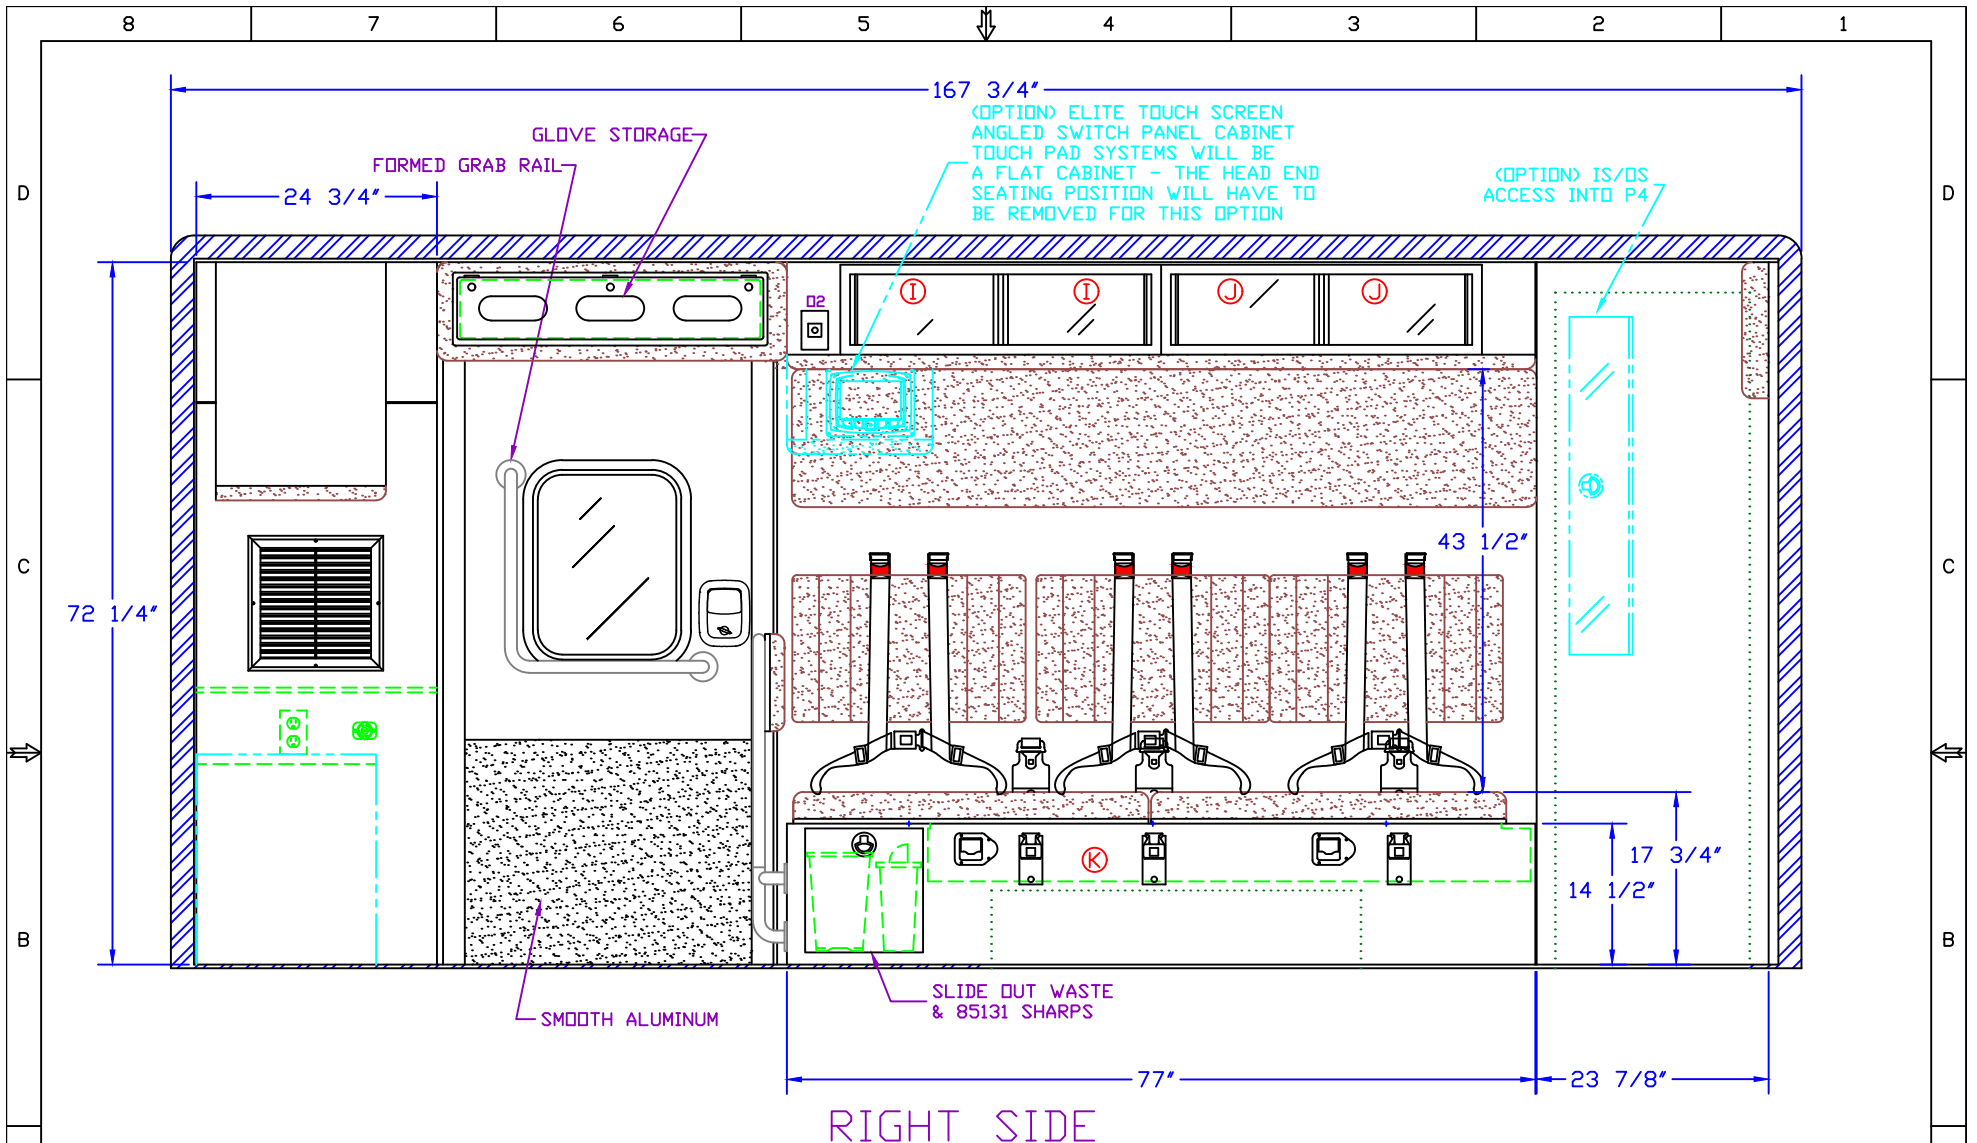 8 7 6 5 4 3 2 1
167 3/4"
(OPTION) ELITE TOUCH SCREEN
ANGLED SWITCH PANEL CABINET
TOUCH PAD SYSTEMS WILL BE
A FLAT CABINET - THE HEAD END
SEATING POSITION WILL HAVE TO
BE REMOVED FOR THIS OPTION
GLOVE STORAGE
FORMED GRAB RAIL
(OPTION) IS/OS
ACCESS INTO P4
D D
24 3/4"
O2
I I J J
43 1/2"
C C
72 1/4"
K
17 3/4"
14 1/2"
B B
SLIDE OUT WASTE
& 85131 SHARPS
SMOOTH ALUMINUM
77"
23 7/8"
RIGHT SIDE